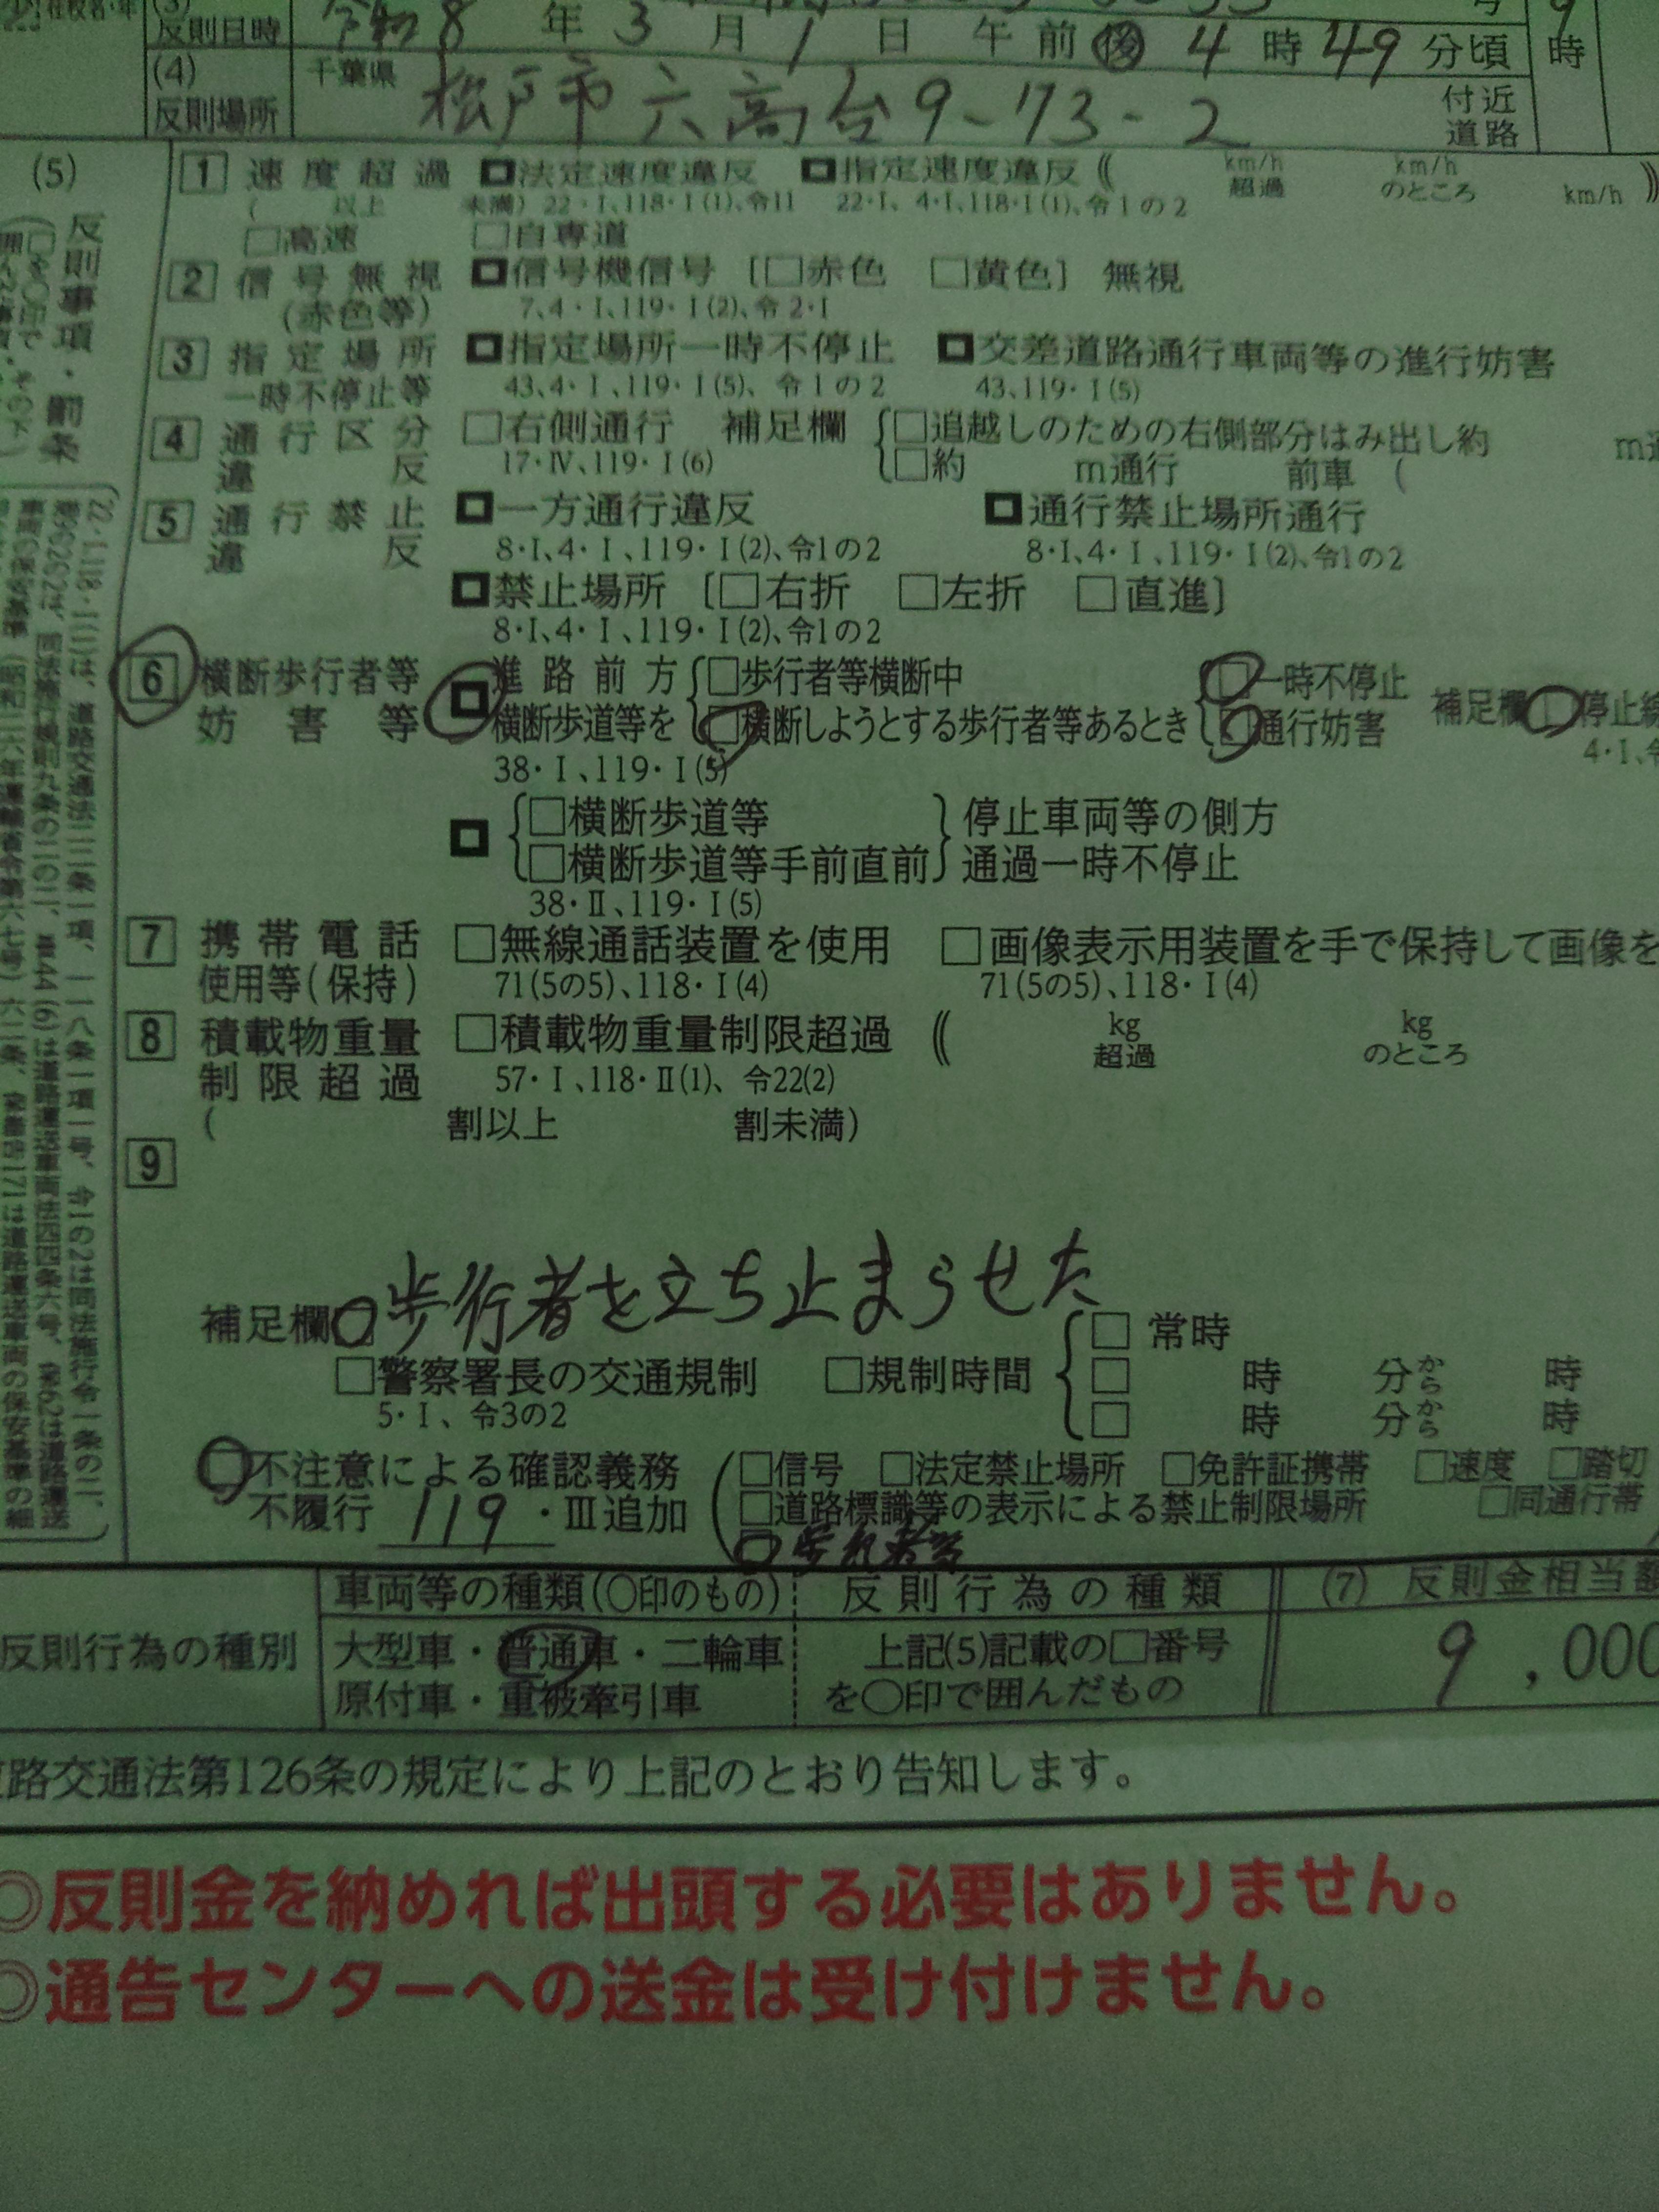 (3)
反則日時 令和 8 年 3 月 1 日 午 前 後 4 時 49 分頃
時
(4)
反則場所
千葉県 松戸市六高台9-73-2
付近
道路
(5)
反則事項・罰条
1 速度超過 法定速度違反 指定速度違反 ( km/h 超過 km/h のところ km/h )
( 以上 未満) 22・Ⅰ、118・Ⅰ(1)、令11 22・Ⅰ、4・Ⅰ、118・Ⅰ(1)、令1の2
□高速 □自専道
2 信号無視 信号機信号 〔□赤色 □黄色〕 無視
(赤色等) 7、4・Ⅰ、119・Ⅰ(2)、令2・Ⅰ
3 指定場所 指定場所一時不停止 交差道路通行車両等の進行妨害
一時不停止等 43、4・Ⅰ、119・Ⅰ(5)、令1の2 43、119・Ⅰ(5)
4 通行区分 □右側通行 補足欄 □追越しのための右側部分はみ出し約
違反 17・Ⅳ、119・Ⅰ(6) □約 m通行 前車 (
5 通行禁止 一方通行違反 通行禁止場所通行
違反 8・Ⅰ、4・Ⅰ、119・Ⅰ(2)、令1の2 8・Ⅰ、4・Ⅰ、119・Ⅰ(2)、令1の2
禁止場所 〔□右折 □左折 □直進〕
8・Ⅰ、4・Ⅰ、119・Ⅰ(2)、令1の2
6 横断歩行者等 進路前方 □歩行者等横断中 □一時不停止 補足欄 □停止線
妨害等 横断歩道等を □横断しようとする歩行者等あるとき □通行妨害
38・Ⅰ、119・Ⅰ(5)
□横断歩道等 停止車両等の側方
□横断歩道等手前直前 通過一時不停止
38・Ⅱ、119・Ⅰ(5)
7 携帯電話 □無線通話装置を使用 □画像表示用装置を手で保持して画像を
使用等(保持) 71(5の5)、118・Ⅰ(4) 71(5の5)、118・Ⅰ(4)
8 積載物重量 □積載物重量制限超過 ( kg 超過 kg のところ
制限超過 57・Ⅰ、118・Ⅱ(1)、令22(2)
( 割以上 割未満)
9
補足欄□ 歩行者を立ち止まらせた
□警察署長の交通規制 □規制時間 □ 常時
5・Ⅰ、令3の2 □ 時 分から 時
□ 時 分から 時
□不注意による確認義務 □信号 □法定禁止場所 □免許証携帯 □速度 □踏切
不履行 119・Ⅲ追加 □道路標識等の表示による禁止制限場所 □同通行帯
反則行為の種別
車両等の種類(○印のもの) 反則行為の種類 (7) 反則金相当額
大型車・普通車・二輪車 上記(5)記載の□番号 9,000
原付車・重被牽引車 を○印で囲んだもの
路交通法第126条の規定により上記のとおり告知します。
◎反則金を納めれば出頭する必要はありません。
◎通告センターへの送金は受け付けません。